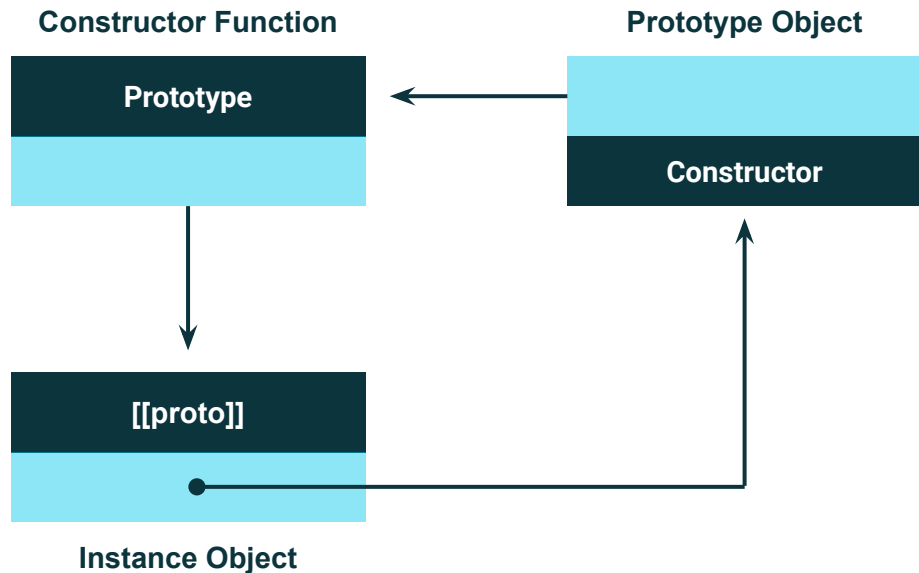 Constructor Function
Prototype Object
Prototype
Constructor
[[proto]]
Instance Object